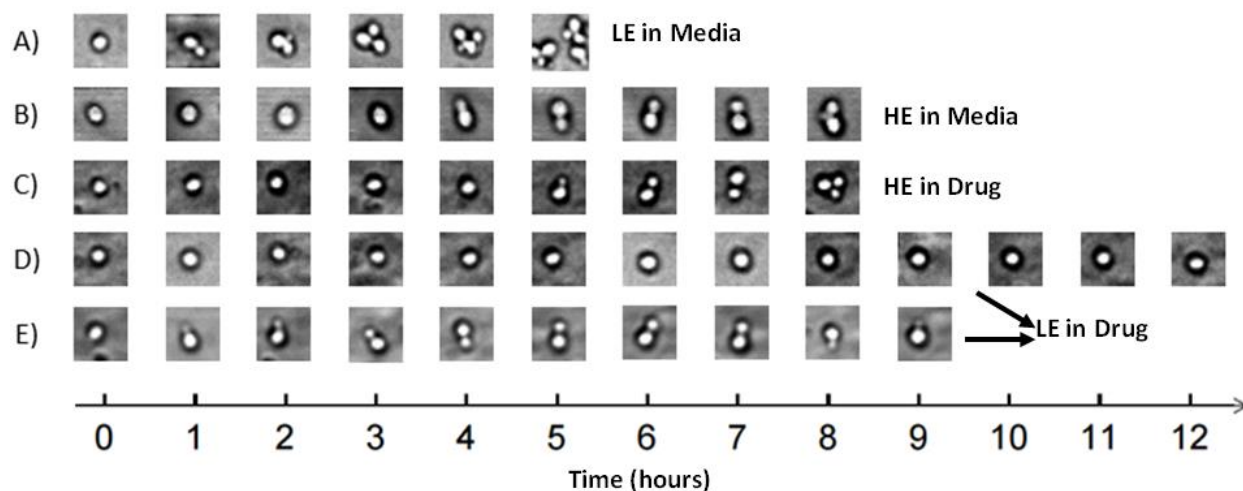 A) LE in Media
B) HE in Media
C) HE in Drug
D)
E) LE in Drug
0 1 2 3 4 5 6 7 8 9 10 11 12
Time (hours)